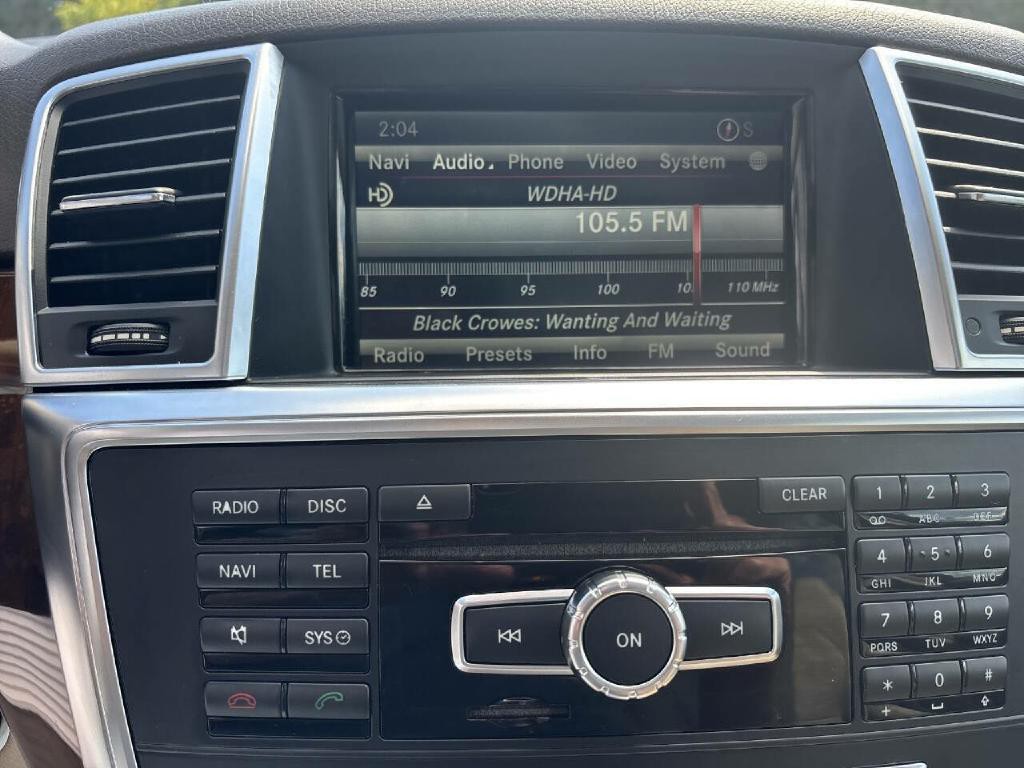 2:04 S
Navi Audio Phone Video System
HD WDHA-HD
105.5 FM
85 90 95 100 10 110 MHz
Black Crowes: Wanting And Waiting
Radio Presets Info FM Sound
RADIO DISC CLEAR 1 2 3
ABC DEF
NAVI TEL 4 5 6
GHI JKL MNO
SYS ON 7 8 9
PQRS TUV WXYZ
* 0 #
+